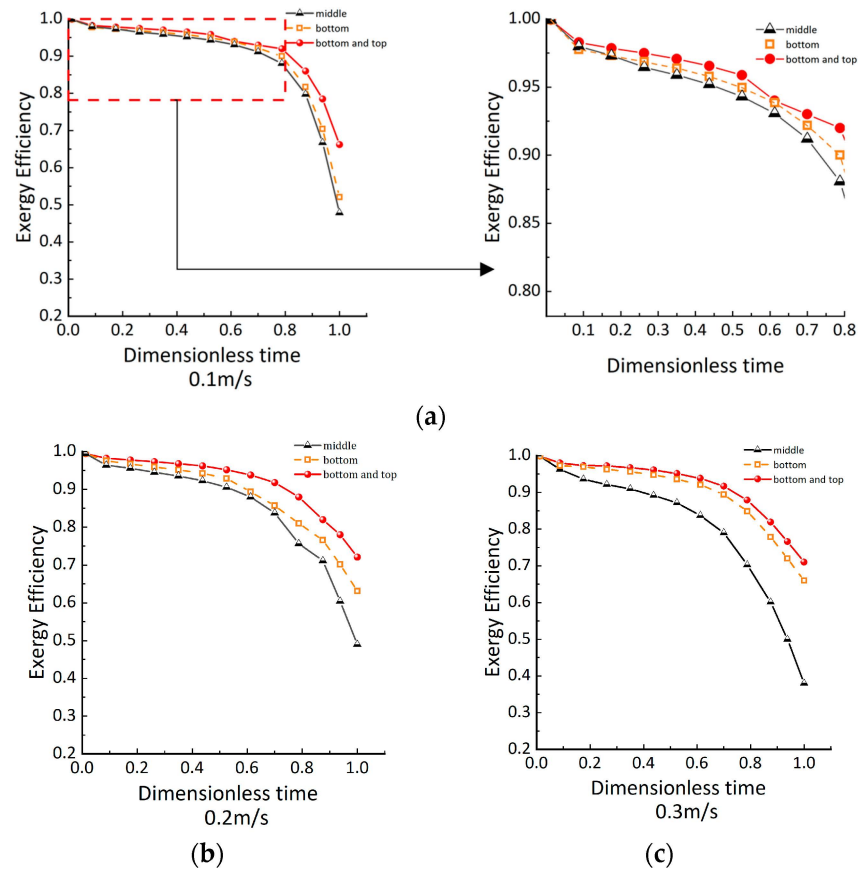 1.0
0.9
0.8
0.7
0.6
0.5
0.4
0.3
0.2
Exergy Efficiency
middle
bottom
bottom and top
0.0 0.2 0.4 0.6 0.8 1.0
Dimensionless time
0.1m/s
1.00
0.95
0.90
0.85
0.80
Exergy Efficiency
middle
bottom
bottom and top
0.1 0.2 0.3 0.4 0.5 0.6 0.7 0.8
Dimensionless time
(a)
1.0
0.9
0.8
0.7
0.6
0.5
0.4
0.3
0.2
Exergy Efficiency
middle
bottom
bottom and top
0.0 0.2 0.4 0.6 0.8 1.0
Dimensionless time
0.2m/s
(b)
1.0
0.9
0.8
0.7
0.6
0.5
0.4
0.3
0.2
Exergy Efficiency
middle
bottom
bottom and top
0.0 0.2 0.4 0.6 0.8 1.0
Dimensionless time
0.3m/s
(c)